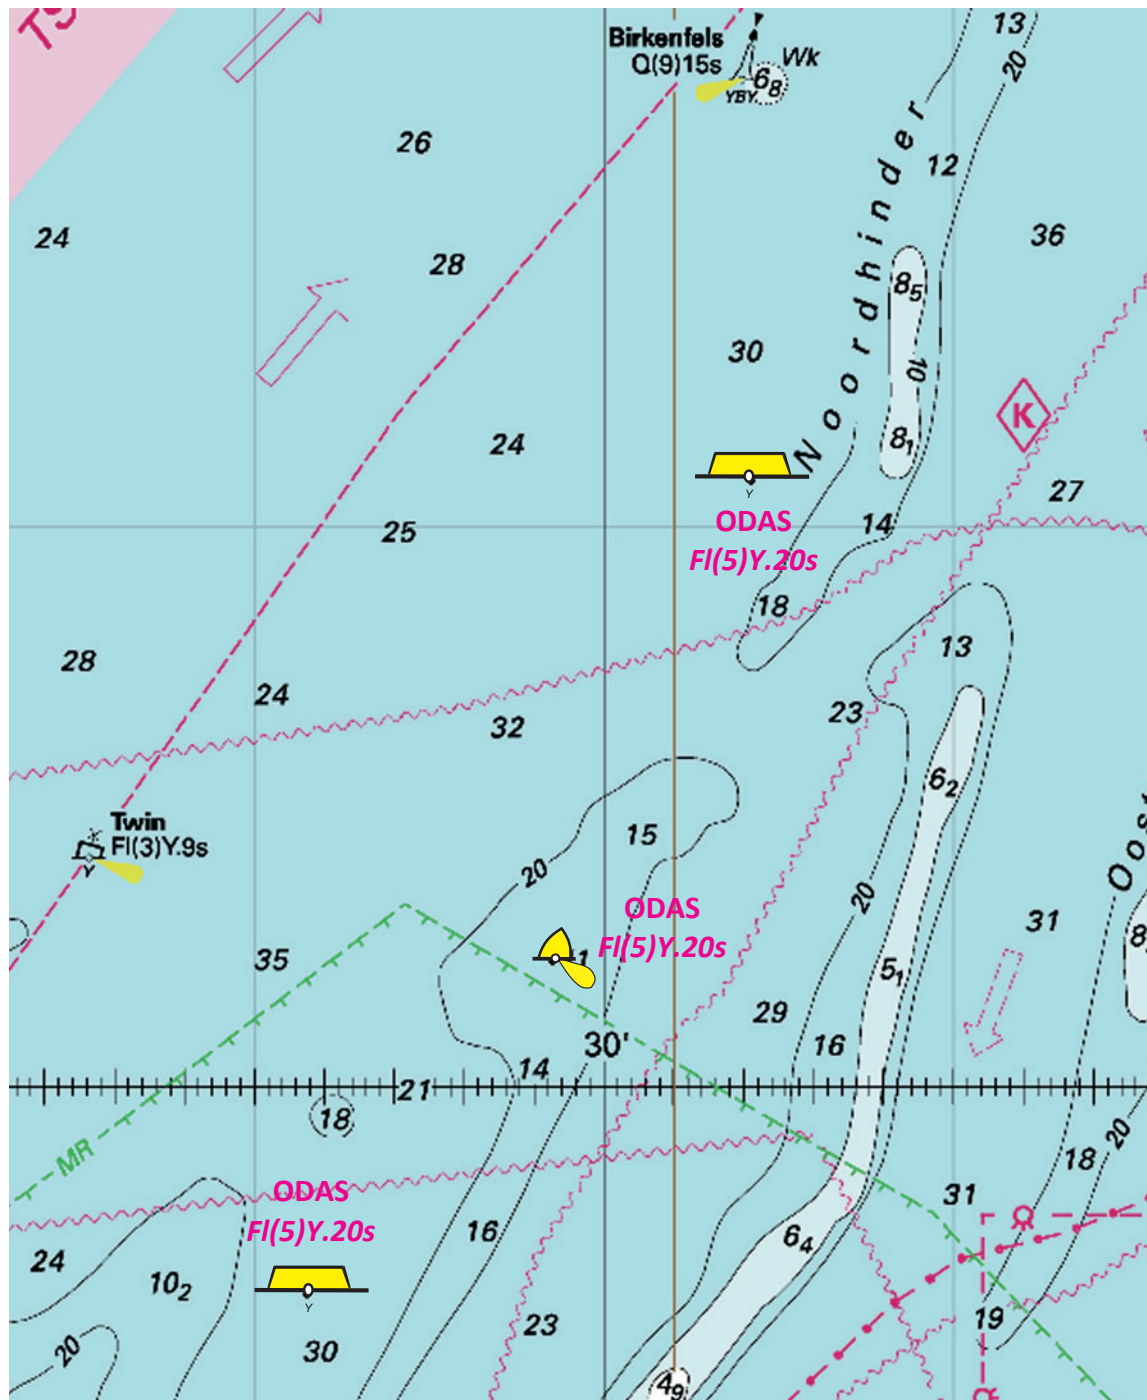 TS
Birkenfels
Q(9)15s
Wk
6₈
YBY
13
20
26
12
24
28
36
Noordhinder
8₅
30
10
8₁
K
24
27
Y
ODAS
Fl(5)Y.20s
14
25
18
13
28
24
32
23
6₂
Twin
Fl(3)Y.9s
Y
15
20
20
ODAS
Fl(5)Y.20s
31
Oost
8
35
5₁
29
30'
16
14
21
18
MR
20
18
ODAS
Fl(5)Y.20s
Y
31
16
6₄
24
10₂
23
19
20
30
4₉